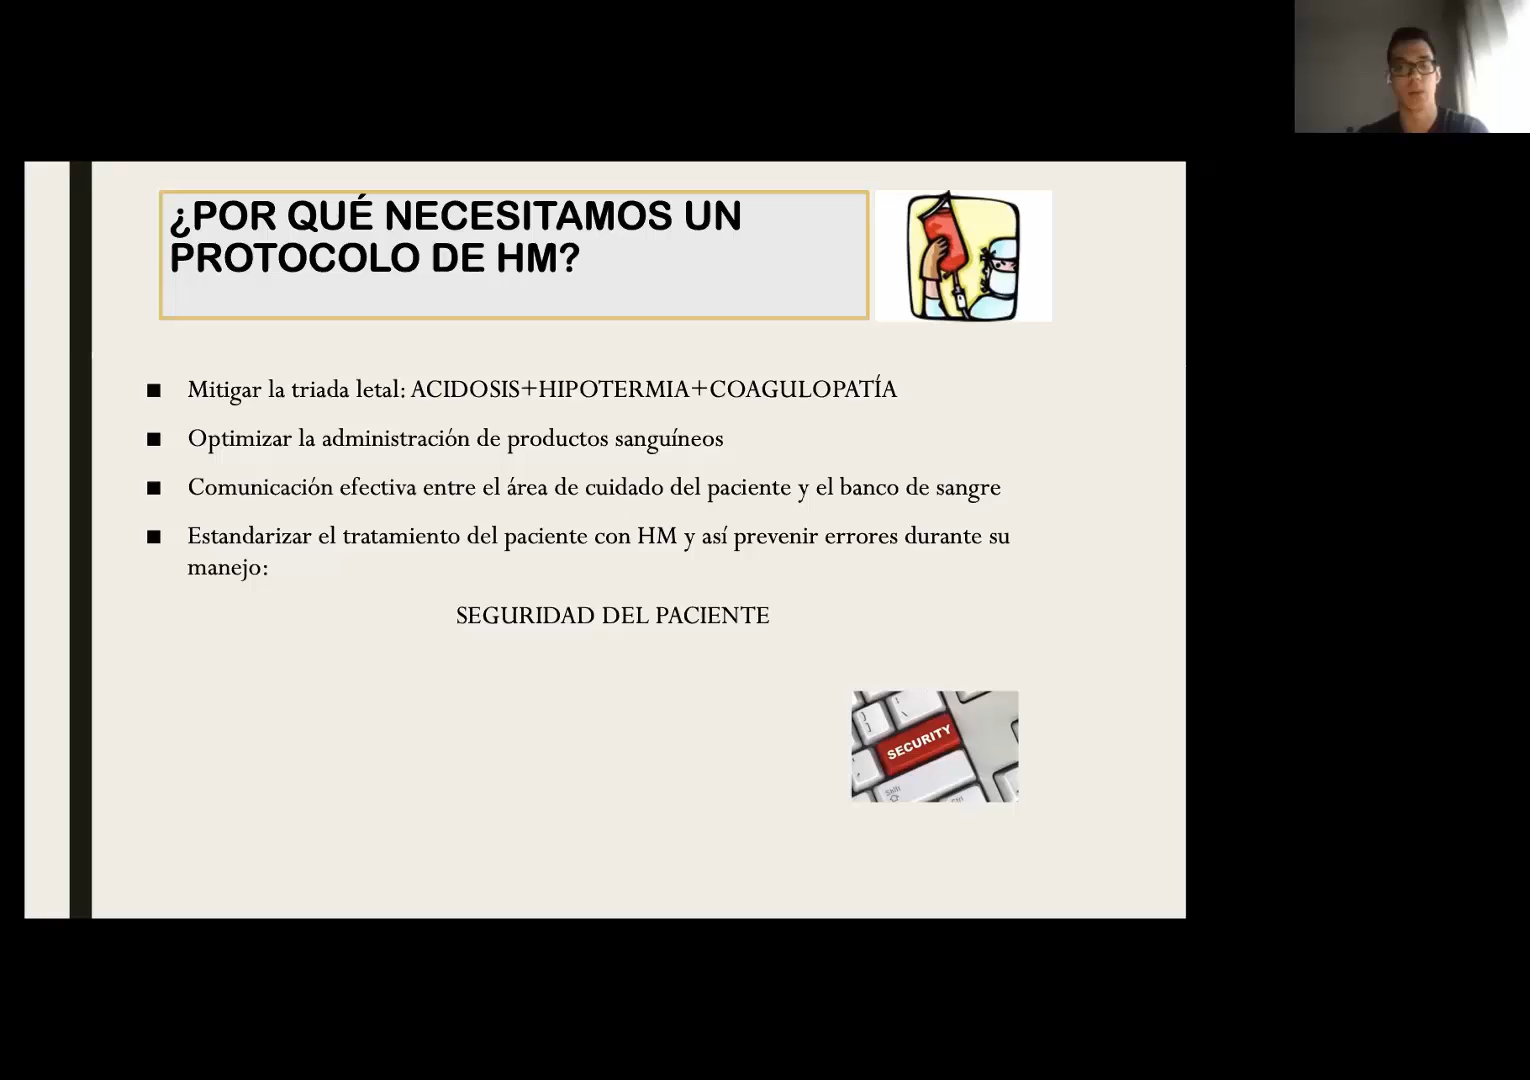 ¿POR QUÉ NECESITAMOS UN
PROTOCOLO DE HM?
■ Mitigar la triada letal: ACIDOSIS+HIPOTERMIA+COAGULOPATÍA
■ Optimizar la administración de productos sanguíneos
■ Comunicación efectiva entre el área de cuidado del paciente y el banco de sangre
■ Estandarizar el tratamiento del paciente con HM y así prevenir errores durante su
manejo:
SEGURIDAD DEL PACIENTE
SECURITY
Shift
Ctrl